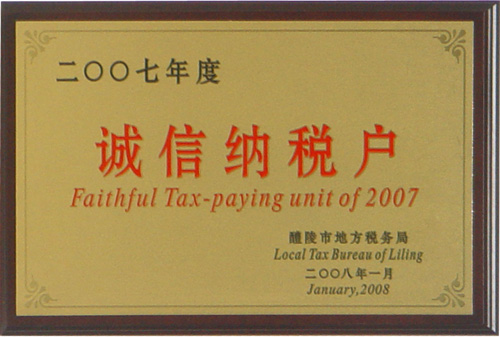 二〇〇七年度
诚信纳税户
Faithful Tax-paying unit of 2007
醴陵市地方税务局
Local Tax Bureau of Liling
二〇〇八年一月
January,2008